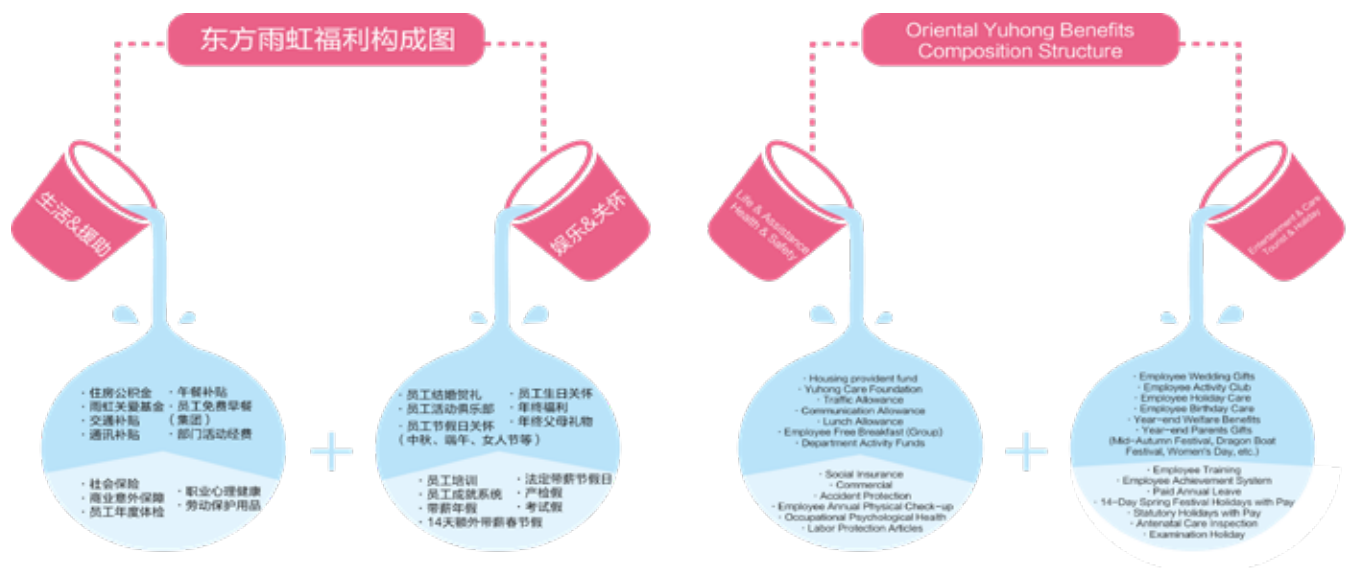 东方雨虹福利构成图
生活&援助
娱乐&关怀
· 住房公积金
· 雨虹关爱基金
· 交通补贴
· 通讯补贴
· 午餐补贴
· 员工免费早餐
（集团）
· 部门活动经费
· 社会保险
· 商业意外保障
· 员工年度体检
· 职业心理健康
· 劳动保护用品
+
· 员工结婚贺礼
· 员工活动俱乐部
· 员工节假日关怀
（中秋、端午、女人节等）
· 员工生日关怀
· 年终福利
· 年终父母礼物
· 员工培训
· 员工成就系统
· 带薪年假
· 14天额外带薪春节假
· 法定带薪节假日
· 产检假
· 考试假
Oriental Yuhong Benefits
Composition Structure
Life & Assistance
Health & Safety
Entertainment & Care
Tourist & Holiday
· Housing provident fund
· Yuhong Care Foundation
· Traffic Allowance
· Communication Allowance
· Lunch Allowance
· Employee Free Breakfast (Group)
· Department Activity Funds
· Social Insurance
· Commercial
· Accident Protection
· Employee Annual Physical Check-up
· Occupational Psychological Health
· Labor Protection Articles
+
· Employee Wedding Gifts
· Employee Activity Club
· Employee Holiday Care
· Employee Birthday Care
· Year-end Welfare Benefits
· Year-end Parents Gifts
(Mid-Autumn Festival, Dragon Boat
Festival, Women's Day, etc.)
· Employee Training
· Employee Achievement System
· Paid Annual Leave
· 14-Day Spring Festival Holidays with Pay
· Statutory Holidays with Pay
· Antenatal Care Inspection
· Examination Holiday